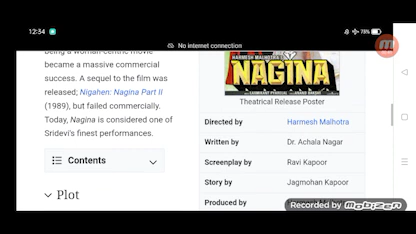 12:34
73%
No internet connection
being a woman-centric movie
became a massive commercial
success. A sequel to the film was
released; Nigahen: Nagina Part II
(1989), but failed commercially.
Today, Nagina is considered one of
Sridevi's finest performances.
Contents
Plot
HARMESH MALHOTRA'S
NAGINA
Theatrical Release Poster
Directed by Harmesh Malhotra
Written by Dr. Achala Nagar
Screenplay by Ravi Kapoor
Story by Jagmohan Kapoor
Produced by
Recorded by MOBIZEN